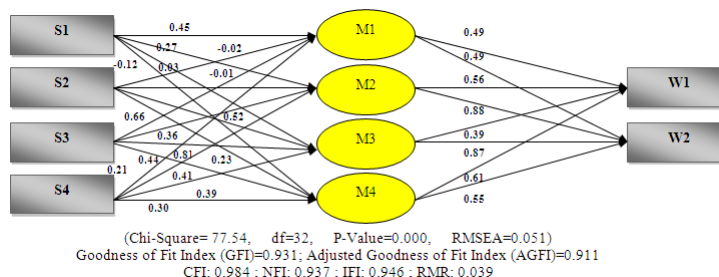 S1
S2
S3
S4
M1
M2
M3
M4
W1
W2
0.45
-0.02
0.27
-0.12
0.03
-0.01
0.66
0.52
0.36
0.44
0.81
0.23
0.21
0.41
0.39
0.30
0.49
0.49
0.56
0.88
0.39
0.87
0.61
0.55
(Chi-Square= 77.54, df=32, P-Value=0.000, RMSEA=0.051)
Goodness of Fit Index (GFI)=0.931; Adjusted Goodness of Fit Index (AGFI)=0.911
CFI: 0.984 ; NFI: 0.937 ; IFI: 0.946 ; RMR: 0.039